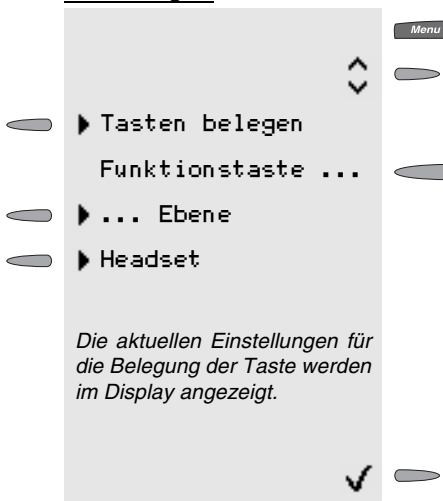 Menu
Tasten belegen
Funktionstaste ...
... Ebene
Headset
Die aktuellen Einstellungen für
die Belegung der Taste werden
im Display angezeigt.